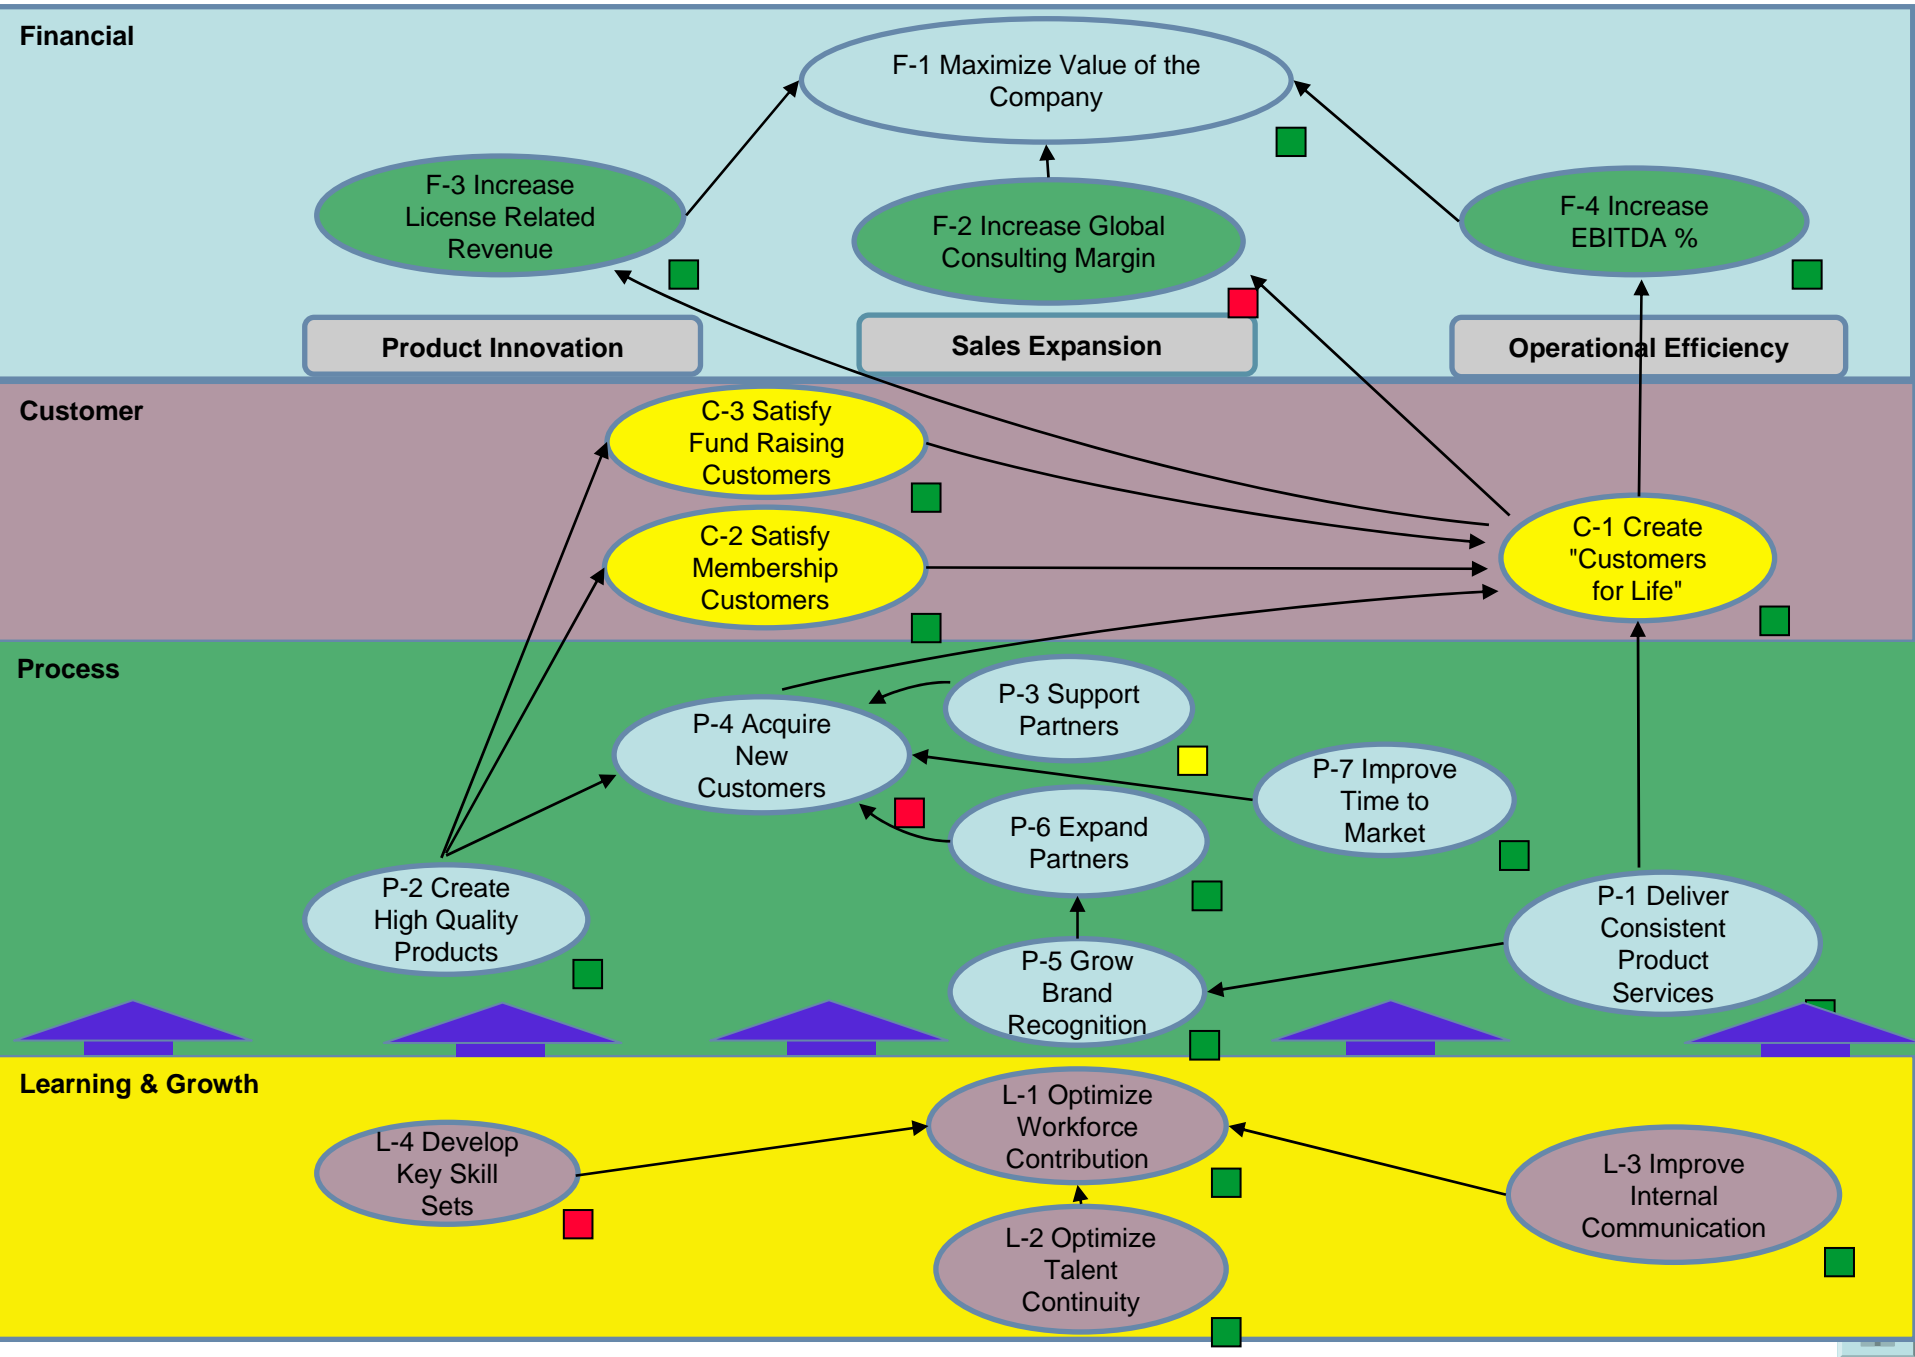 Financial
F-1 Maximize Value of the
Company
F-3 Increase
License Related
Revenue
F-2 Increase Global
Consulting Margin
F-4 Increase
EBITDA %
Product Innovation
Sales Expansion
Operational Efficiency
Customer
C-3 Satisfy
Fund Raising
Customers
C-2 Satisfy
Membership
Customers
C-1 Create
"Customers
for Life"
Process
P-3 Support
Partners
P-4 Acquire
New
Customers
P-7 Improve
Time to
Market
P-6 Expand
Partners
P-2 Create
High Quality
Products
P-1 Deliver
Consistent
Product
Services
P-5 Grow
Brand
Recognition
Learning & Growth
L-1 Optimize
Workforce
Contribution
L-4 Develop
Key Skill
Sets
L-3 Improve
Internal
Communication
L-2 Optimize
Talent
Continuity